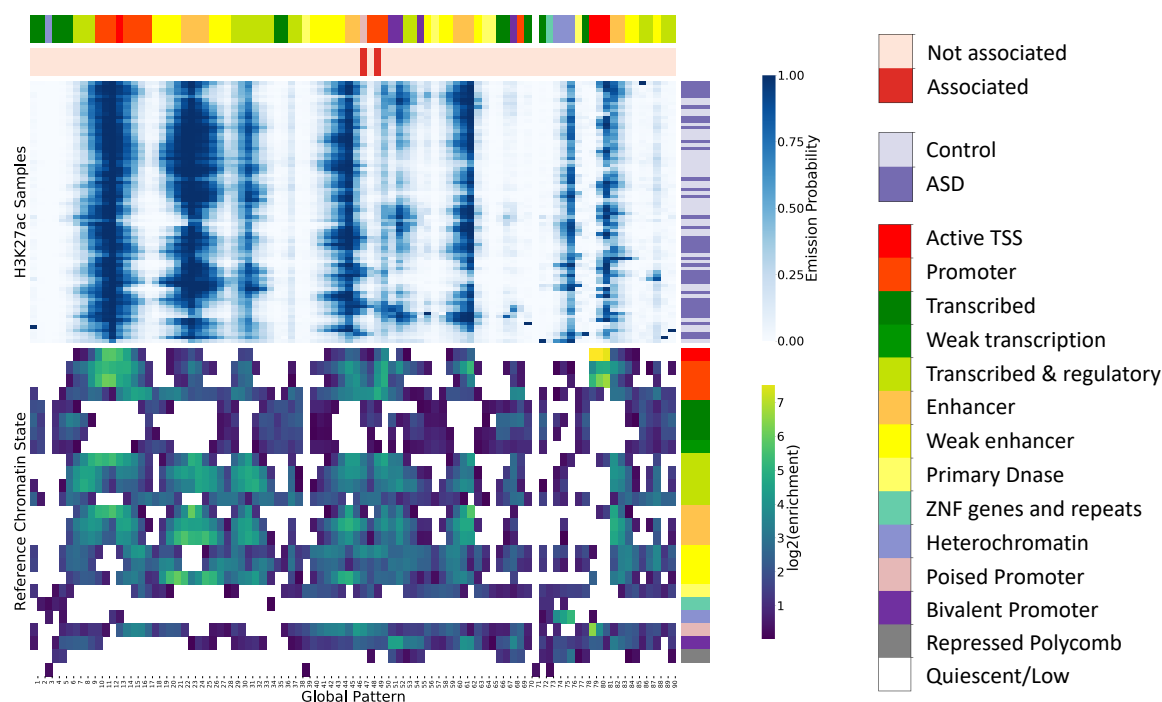 H3K27ac Samples
Reference Chromatin State
Global Pattern
1.00
0.75
0.50
0.25
0.00
Emission Probability
7
6
5
4
3
2
1
log2(enrichment)
Not associated
Associated
Control
ASD
Active TSS
Promoter
Transcribed
Weak transcription
Transcribed & regulatory
Enhancer
Weak enhancer
Primary Dnase
ZNF genes and repeats
Heterochromatin
Poised Promoter
Bivalent Promoter
Repressed Polycomb
Quiescent/Low